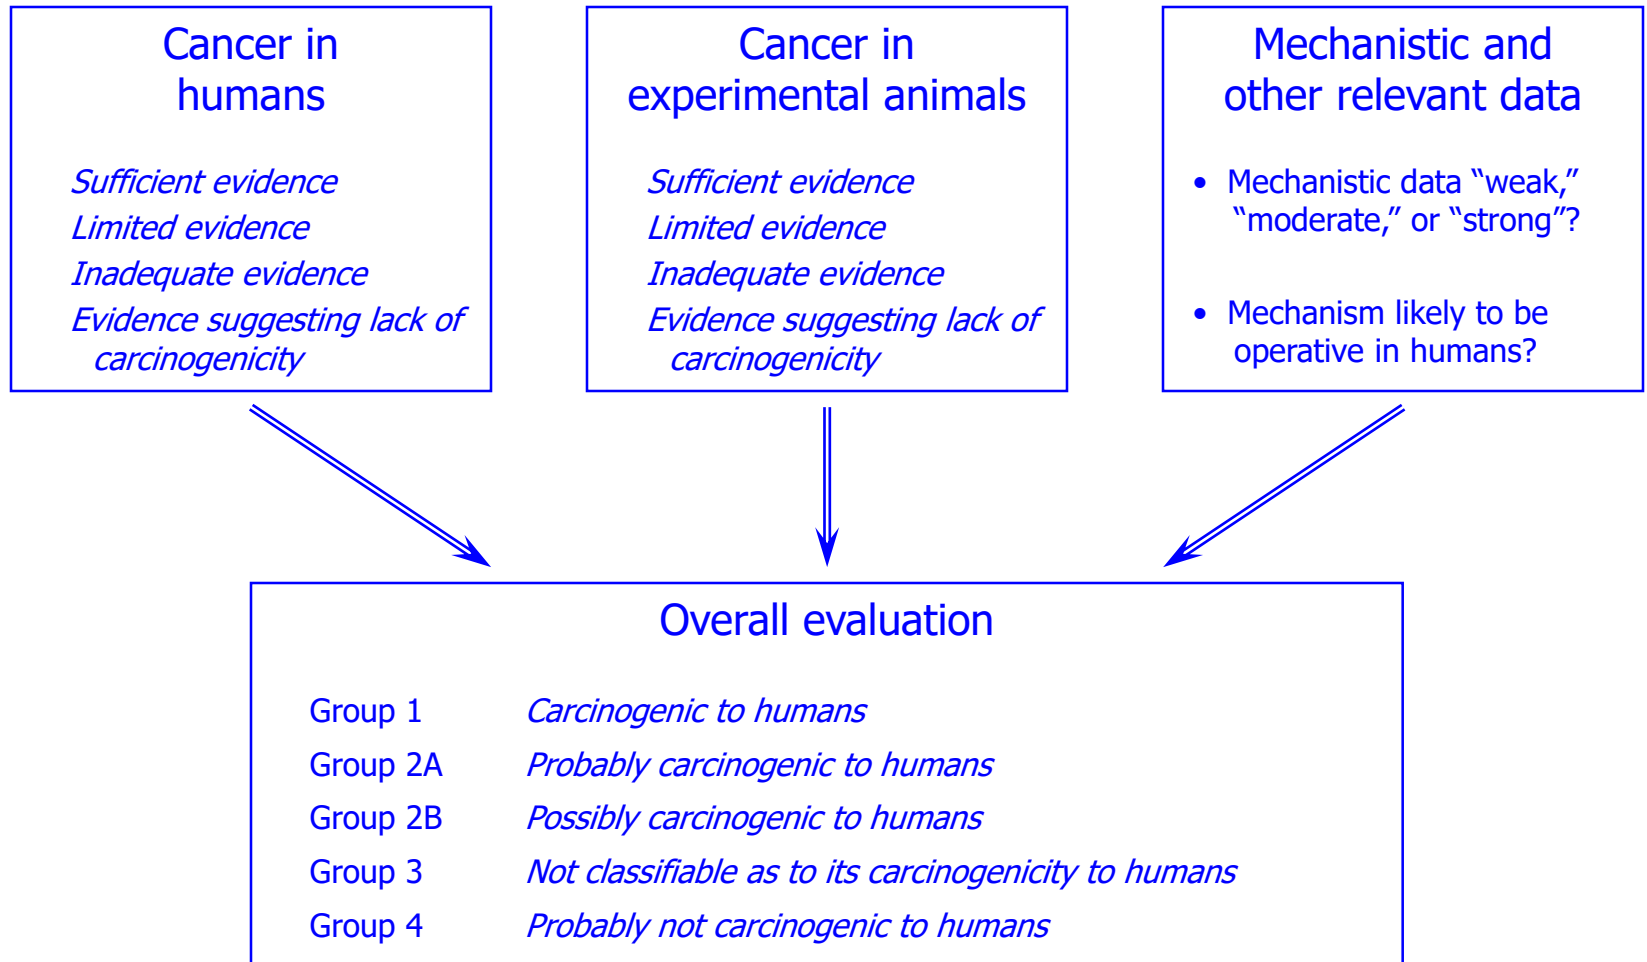 Cancer in
humans
Sufficient evidence
Limited evidence
Inadequate evidence
Evidence suggesting lack of
carcinogenicity
Cancer in
experimental animals
Sufficient evidence
Limited evidence
Inadequate evidence
Evidence suggesting lack of
carcinogenicity
Mechanistic and
other relevant data
• Mechanistic data “weak,”
“moderate,” or “strong”?
• Mechanism likely to be
operative in humans?
Overall evaluation
Group 1 Carcinogenic to humans
Group 2A Probably carcinogenic to humans
Group 2B Possibly carcinogenic to humans
Group 3 Not classifiable as to its carcinogenicity to humans
Group 4 Probably not carcinogenic to humans